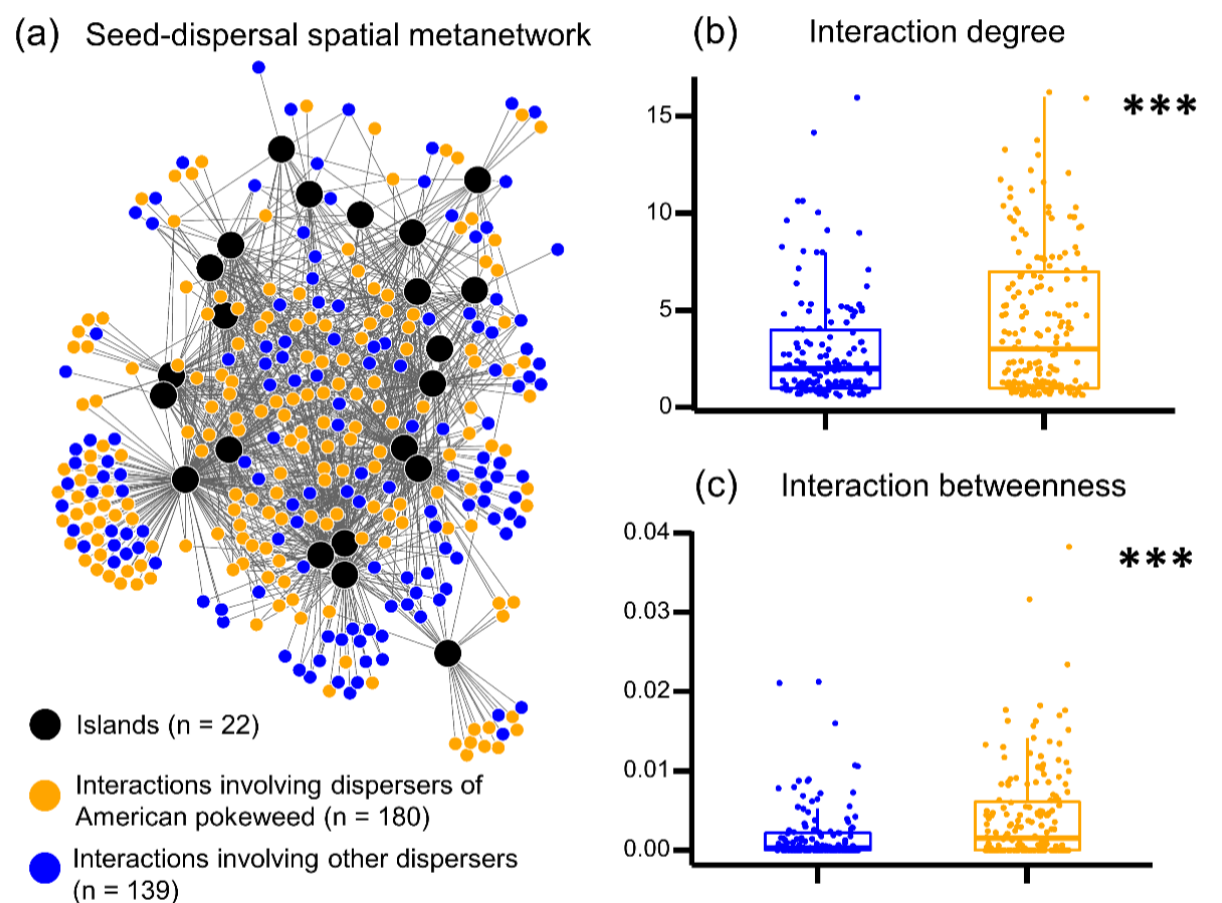 (a) Seed-dispersal spatial metanetwork
Islands (n = 22)
Interactions involving dispersers of
American pokeweed (n = 180)
Interactions involving other dispersers
(n = 139)
(b) Interaction degree
15
10
5
0
***
(c) Interaction betweenness
0.04
0.03
0.02
0.01
0.00
***